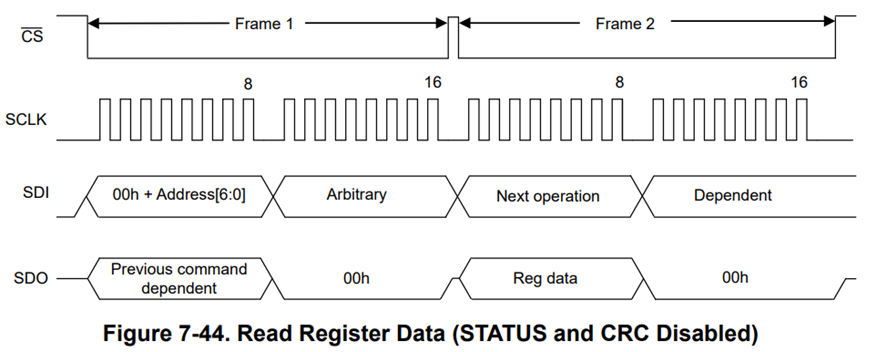 Frame 1
Frame 2
CS
8
16
8
16
SCLK
SDI
00h + Address[6:0]
Arbitrary
Next operation
Dependent
SDO
Previous command
dependent
00h
Reg data
00h
Figure 7-44. Read Register Data (STATUS and CRC Disabled)